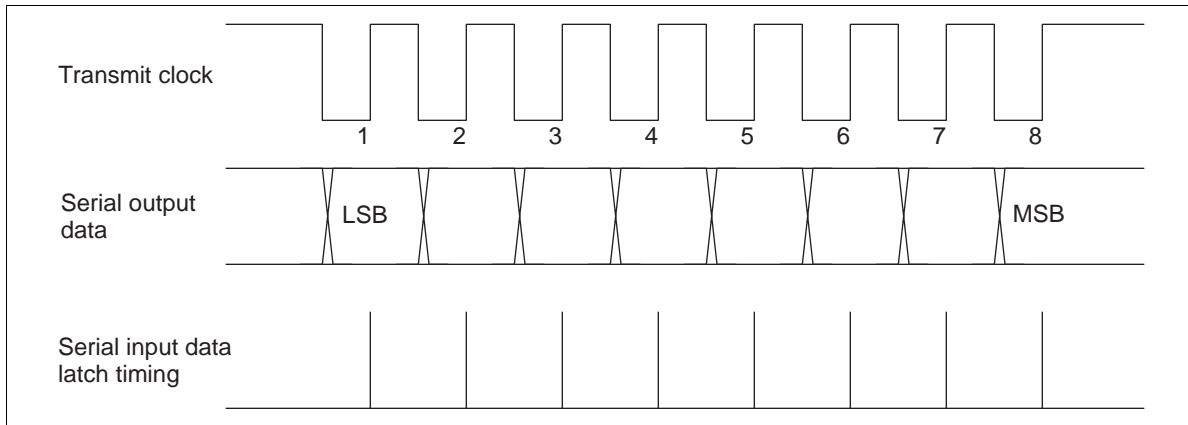 Transmit clock
1 2 3 4 5 6 7 8
Serial output
data
LSB
MSB
Serial input data
latch timing